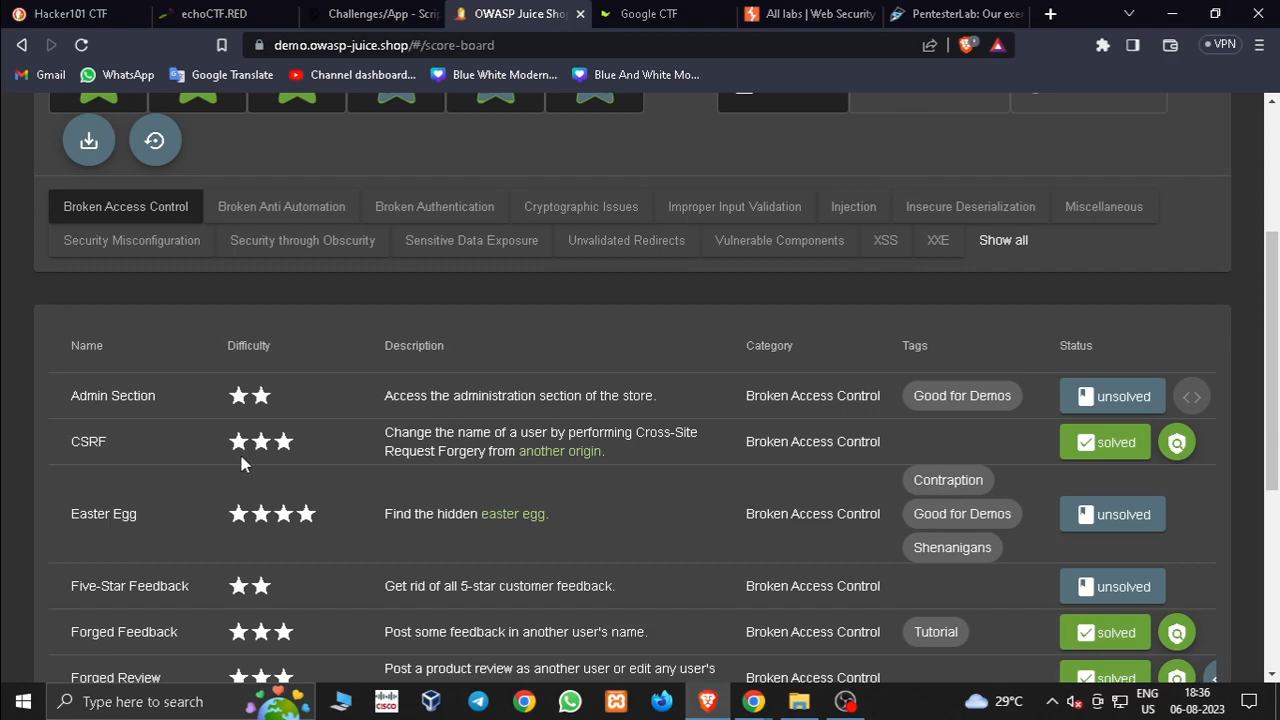 Hacker101 CTF
echoCTF.RED
Challenges/App - Scri
OWASP Juice Sho
Google CTF
All labs | Web Security
PentesterLab: Our exer
demo.owasp-juice.shop/#/score-board
VPN
Gmail
WhatsApp
Google Translate
Channel dashboard...
Blue White Modern...
Blue And White Mo...
Broken Access Control
Broken Anti Automation
Broken Authentication
Cryptographic Issues
Improper Input Validation
Injection
Insecure Deserialization
Miscellaneous
Security Misconfiguration
Security through Obscurity
Sensitive Data Exposure
Unvalidated Redirects
Vulnerable Components
XSS
XXE
Show all
Name
Difficulty
Description
Category
Tags
Status
Admin Section
Access the administration section of the store.
Broken Access Control
Good for Demos
unsolved
CSRF
Change the name of a user by performing Cross-Site
Request Forgery from another origin.
Broken Access Control
solved
Easter Egg
Find the hidden easter egg.
Broken Access Control
Contraption
Good for Demos
Shenanigans
unsolved
Five-Star Feedback
Get rid of all 5-star customer feedback.
Broken Access Control
unsolved
Forged Feedback
Post some feedback in another user's name.
Broken Access Control
Tutorial
solved
Forged Review
Post a product review as another user or edit any user's
Broken Access Control
solved
Type here to search
CISCO
29°C
ENG
US
18:36
06-08-2023